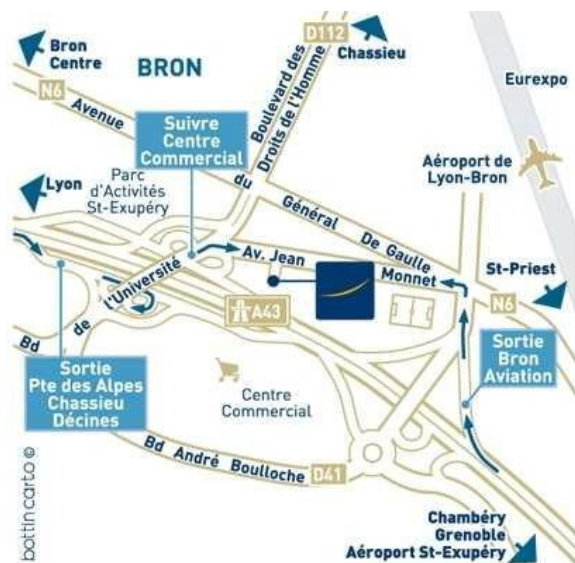 D112
Bron
Centre
BRON
Chassieu
Boulevard des
Droits de l'Homme
Eurexpo
N6
Avenue
du
Général
De Gaulle
Suivre
Centre
Commercial
Aéroport de
Lyon-Bron
Parc
d'Activités
St-Exupéry
Lyon
Av. Jean
Monnet
St-Priest
N6
Bd
de
l'Université
A43
Sortie
Bron
Aviation
Sortie
Pte des Alpes
Chassieu
Décines
Centre
Commercial
Bd André Boulloche
D41
Chambéry
Grenoble
Aéroport St-Exupéry
bottin carto ©